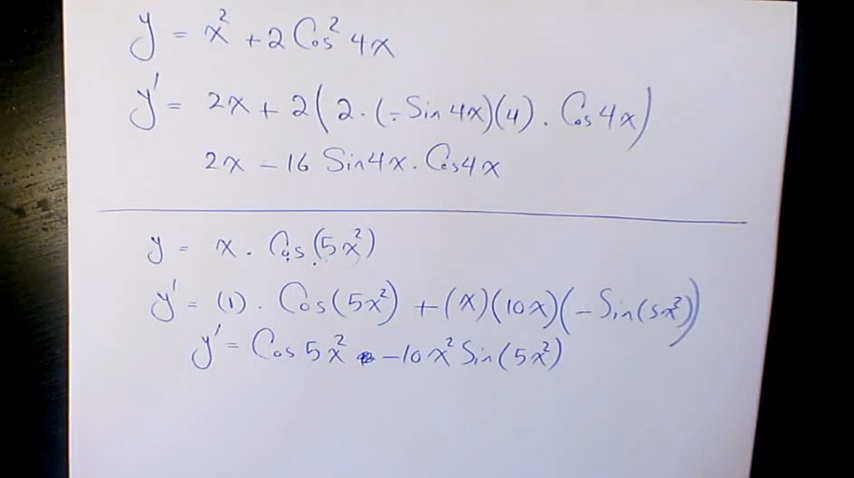 y = x² + 2 Cos² 4x
y' = 2x + 2(2 · (-Sin 4x)(4) · Cos 4x)
2x - 16 Sin4x · Cos4x
y = x · Cos(5x²)
y' = (1) · Cos(5x²) + (x)(10x)(-Sin(5x²))
y' = Cos 5x² - 10x² Sin(5x²)